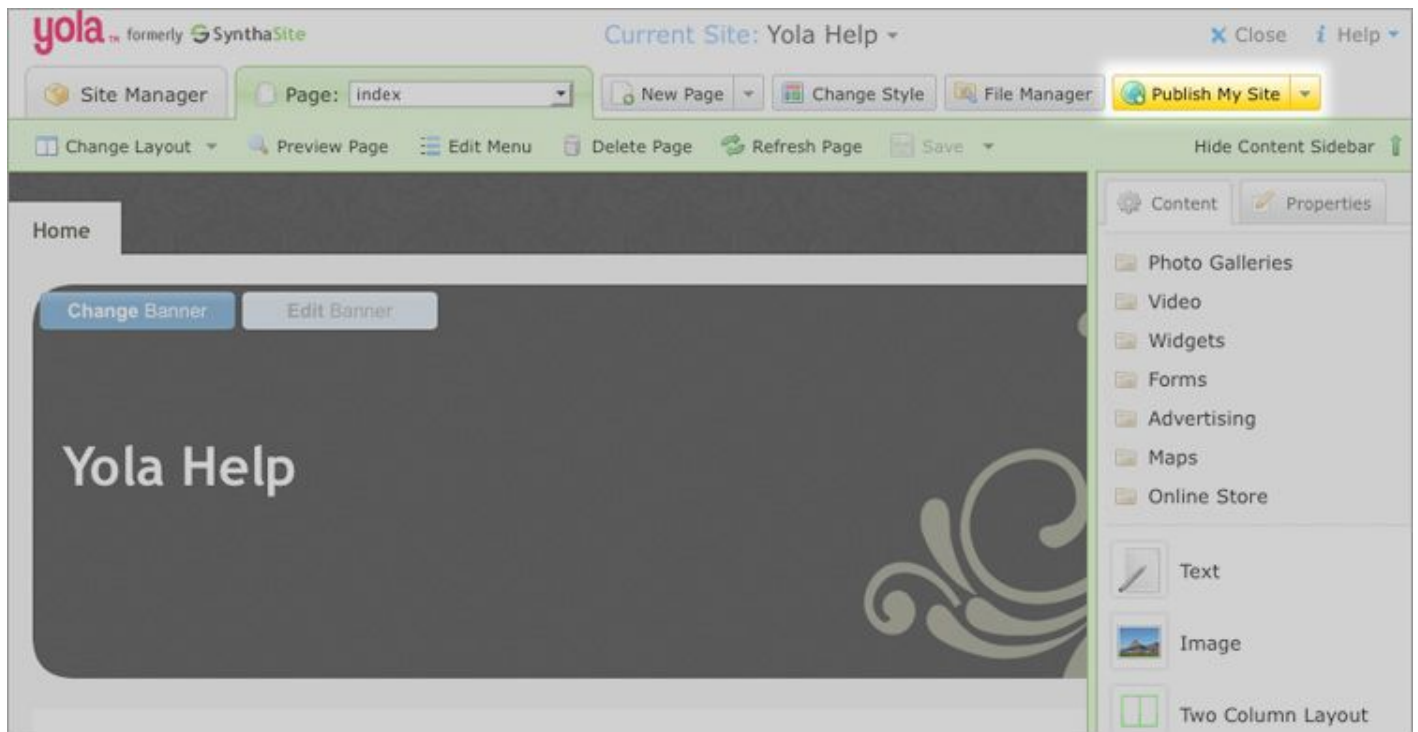 yola ™ formerly SynthaSite
Current Site: Yola Help
Close
Help
Site Manager
Page: index
New Page
Change Style
File Manager
Publish My Site
Change Layout
Preview Page
Edit Menu
Delete Page
Refresh Page
Save
Hide Content Sidebar
Home
Change Banner
Edit Banner
Yola Help
Content
Properties
Photo Galleries
Video
Widgets
Forms
Advertising
Maps
Online Store
Text
Image
Two Column Layout